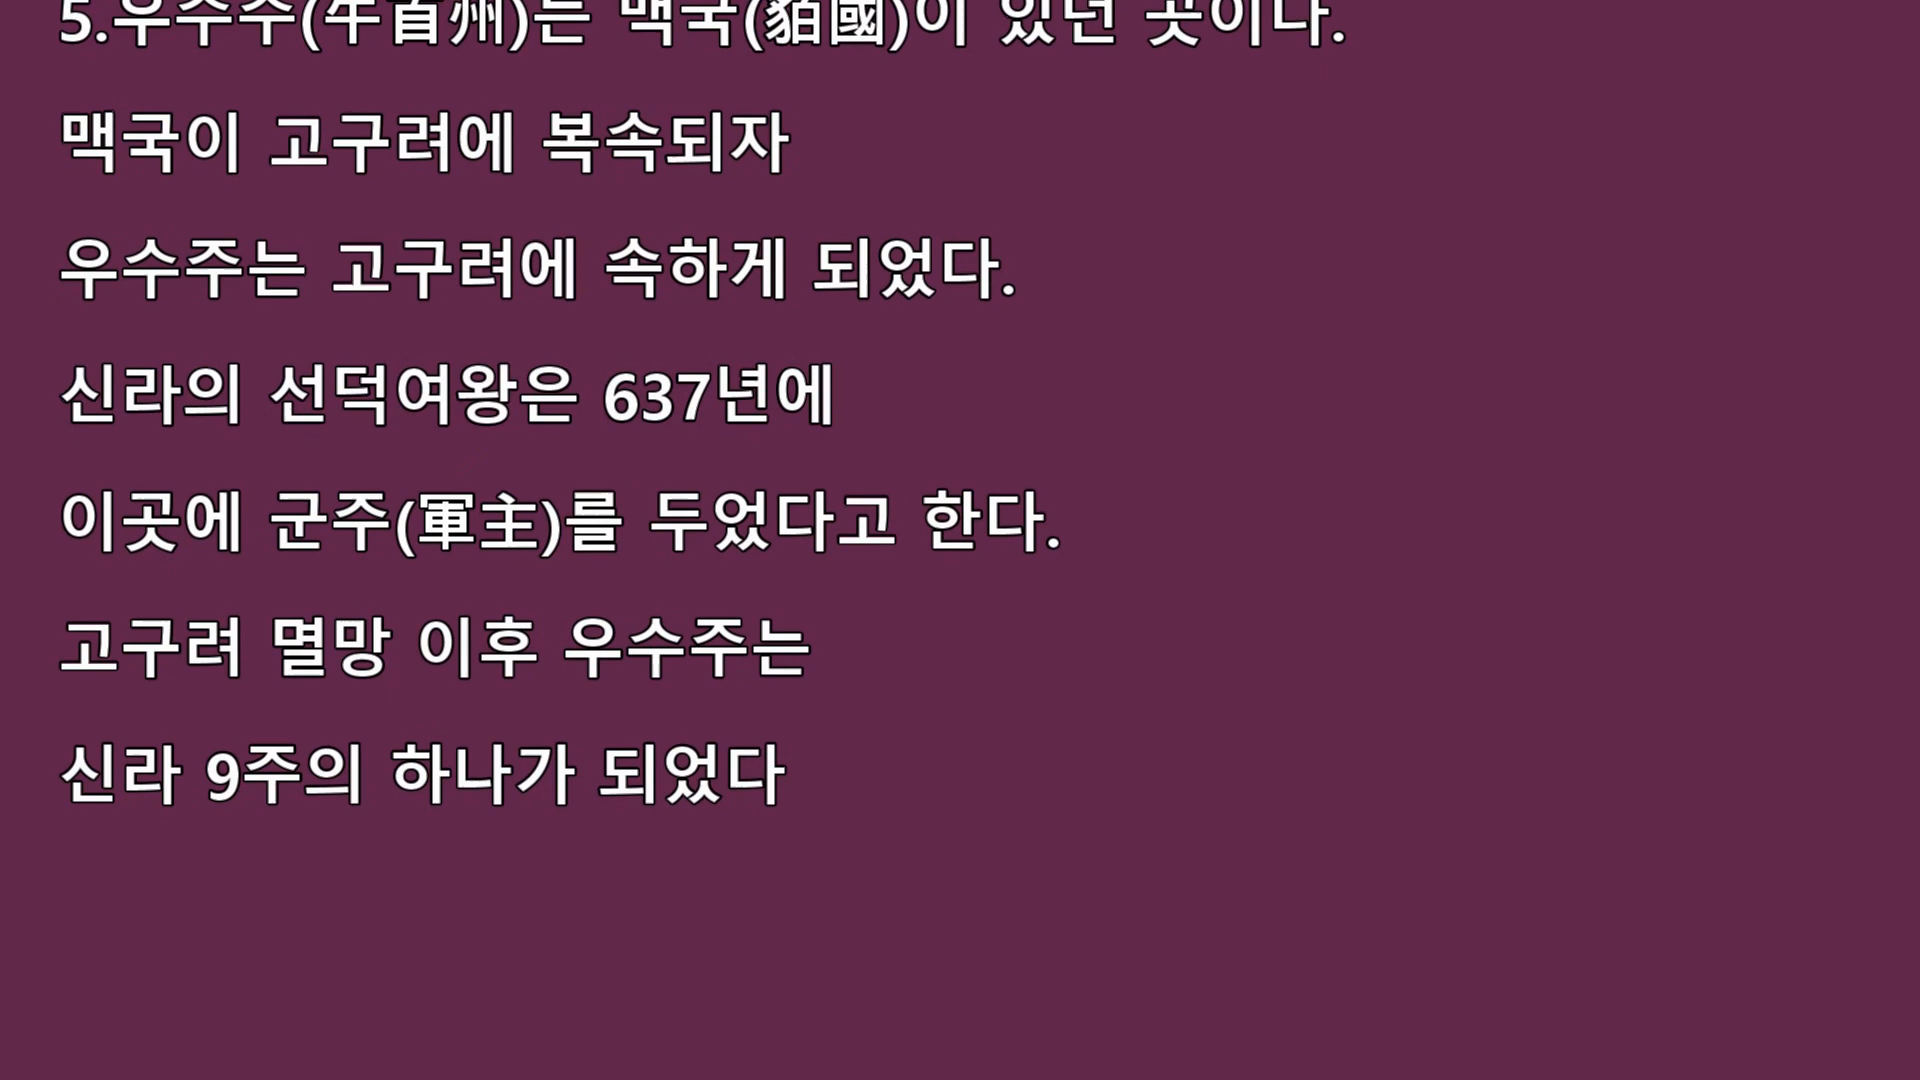 5.우수주(牛首州)는 맥국(貊國)이 있던 곳이다.
맥국이 고구려에 복속되자
우수주는 고구려에 속하게 되었다.
신라의 선덕여왕은 637년에
이곳에 군주(軍主)를 두었다고 한다.
고구려 멸망 이후 우수주는
신라 9주의 하나가 되었다